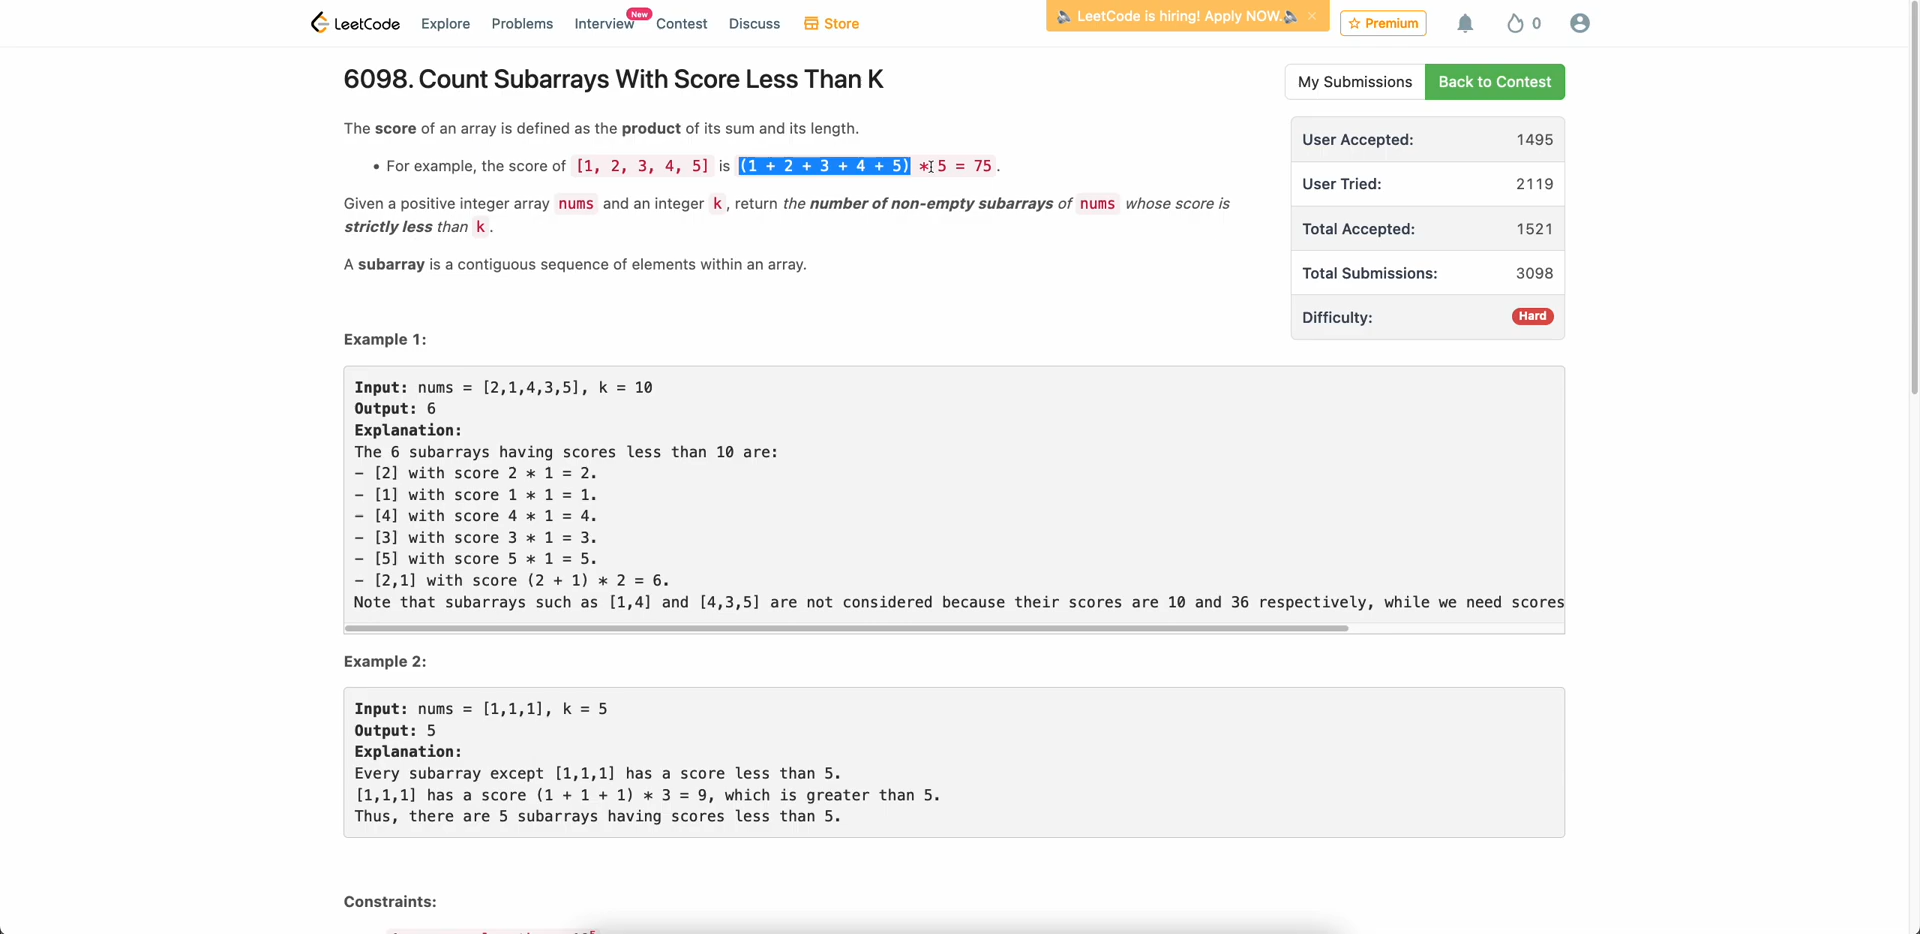 LeetCode Explore Problems Interview New Contest Discuss Store LeetCode is hiring! Apply NOW. × Premium 0
6098. Count Subarrays With Score Less Than K
My Submissions Back to Contest
The score of an array is defined as the product of its sum and its length.
• For example, the score of [1, 2, 3, 4, 5] is (1 + 2 + 3 + 4 + 5) * 5 = 75.
Given a positive integer array nums and an integer k, return the number of non-empty subarrays of nums whose score is
strictly less than k.
A subarray is a contiguous sequence of elements within an array.
User Accepted: 1495
User Tried: 2119
Total Accepted: 1521
Total Submissions: 3098
Difficulty: Hard
Example 1:
Input: nums = [2,1,4,3,5], k = 10
Output: 6
Explanation:
The 6 subarrays having scores less than 10 are:
- [2] with score 2 * 1 = 2.
- [1] with score 1 * 1 = 1.
- [4] with score 4 * 1 = 4.
- [3] with score 3 * 1 = 3.
- [5] with score 5 * 1 = 5.
- [2,1] with score (2 + 1) * 2 = 6.
Note that subarrays such as [1,4] and [4,3,5] are not considered because their scores are 10 and 36 respectively, while we need scores
Example 2:
Input: nums = [1,1,1], k = 5
Output: 5
Explanation:
Every subarray except [1,1,1] has a score less than 5.
[1,1,1] has a score (1 + 1 + 1) * 3 = 9, which is greater than 5.
Thus, there are 5 subarrays having scores less than 5.
Constraints: